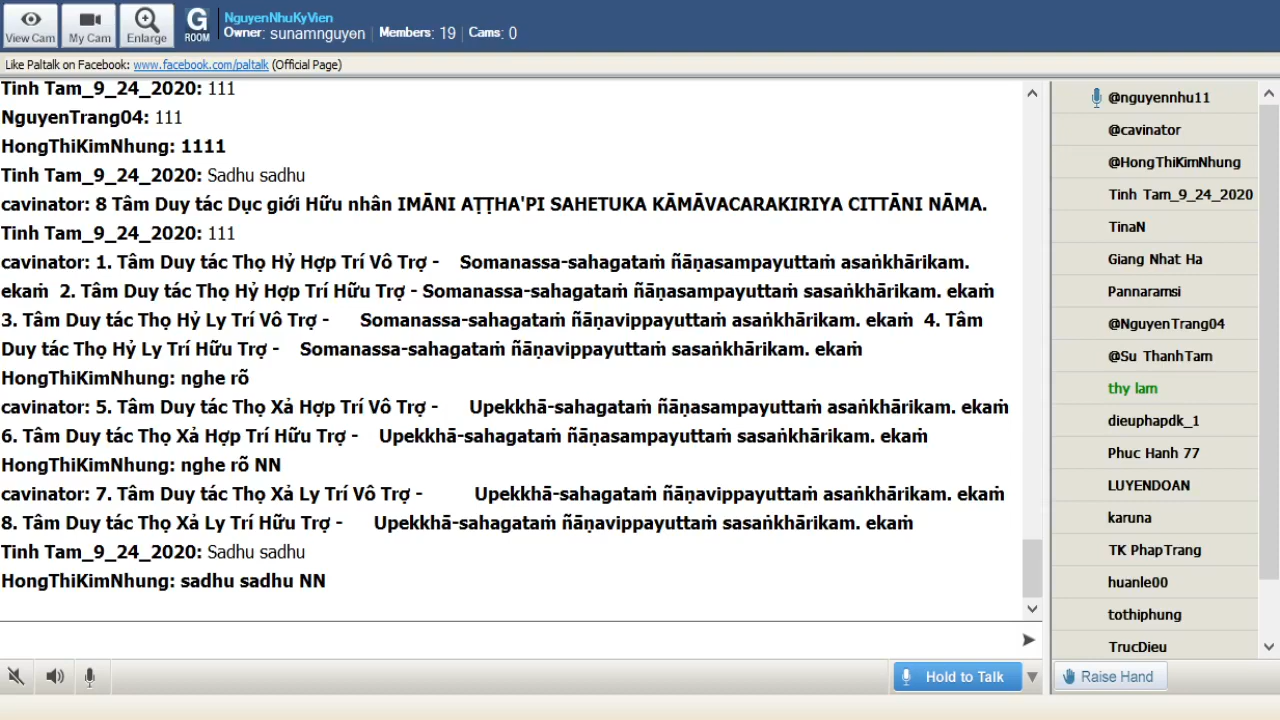 View Cam
My Cam
Enlarge
G
ROOM
NguyenNhuKyVien
Owner: sunamnguyen | Members: 19 | Cams: 0
Like Paltalk on Facebook: www.facebook.com/paltalk (Official Page)
Tinh Tam_9_24_2020: 111
NguyenTrang04: 111
HongThiKimNhung: 1111
Tinh Tam_9_24_2020: Sadhu sadhu
cavinator: 8 Tâm Duy tác Dục giới Hữu nhân IMĀNI AṬṬHA'PI SAHETUKA KĀMĀVACARAKIRIYA CITTĀNI NĀMA.
Tinh Tam_9_24_2020: 111
cavinator: 1. Tâm Duy tác Thọ Hỷ Hợp Trí Vô Trợ - Somanassa-sahagataṁ ñāṇasampayuttaṁ asaṅkhārikam.
ekaṁ 2. Tâm Duy tác Thọ Hỷ Hợp Trí Hữu Trợ - Somanassa-sahagataṁ ñāṇasampayuttaṁ sasaṅkhārikam. ekaṁ
3. Tâm Duy tác Thọ Hỷ Ly Trí Vô Trợ - Somanassa-sahagataṁ ñāṇavippayuttaṁ asaṅkhārikam. ekaṁ 4. Tâm
Duy tác Thọ Hỷ Ly Trí Hữu Trợ - Somanassa-sahagataṁ ñāṇavippayuttaṁ sasaṅkhārikam. ekaṁ
HongThiKimNhung: nghe rõ
cavinator: 5. Tâm Duy tác Thọ Xả Hợp Trí Vô Trợ - Upekkhā-sahagataṁ ñāṇasampayuttaṁ asaṅkhārikam. ekaṁ
6. Tâm Duy tác Thọ Xả Hợp Trí Hữu Trợ - Upekkhā-sahagataṁ ñāṇasampayuttaṁ sasaṅkhārikam. ekaṁ
HongThiKimNhung: nghe rõ NN
cavinator: 7. Tâm Duy tác Thọ Xả Ly Trí Vô Trợ - Upekkhā-sahagataṁ ñāṇavippayuttaṁ asaṅkhārikam. ekaṁ
8. Tâm Duy tác Thọ Xả Ly Trí Hữu Trợ - Upekkhā-sahagataṁ ñāṇavippayuttaṁ sasaṅkhārikam. ekaṁ
Tinh Tam_9_24_2020: Sadhu sadhu
HongThiKimNhung: sadhu sadhu NN
@nguyennhu11
@cavinator
@HongThiKimNhung
Tinh Tam_9_24_2020
TinaN
Giang Nhat Ha
Pannaramsi
@NguyenTrang04
@Su ThanhTam
thy lam
dieuphapdk_1
Phuc Hanh 77
LUYENDOAN
karuna
TK PhapTrang
huanle00
tothiphung
TrucDieu
Hold to Talk
Raise Hand